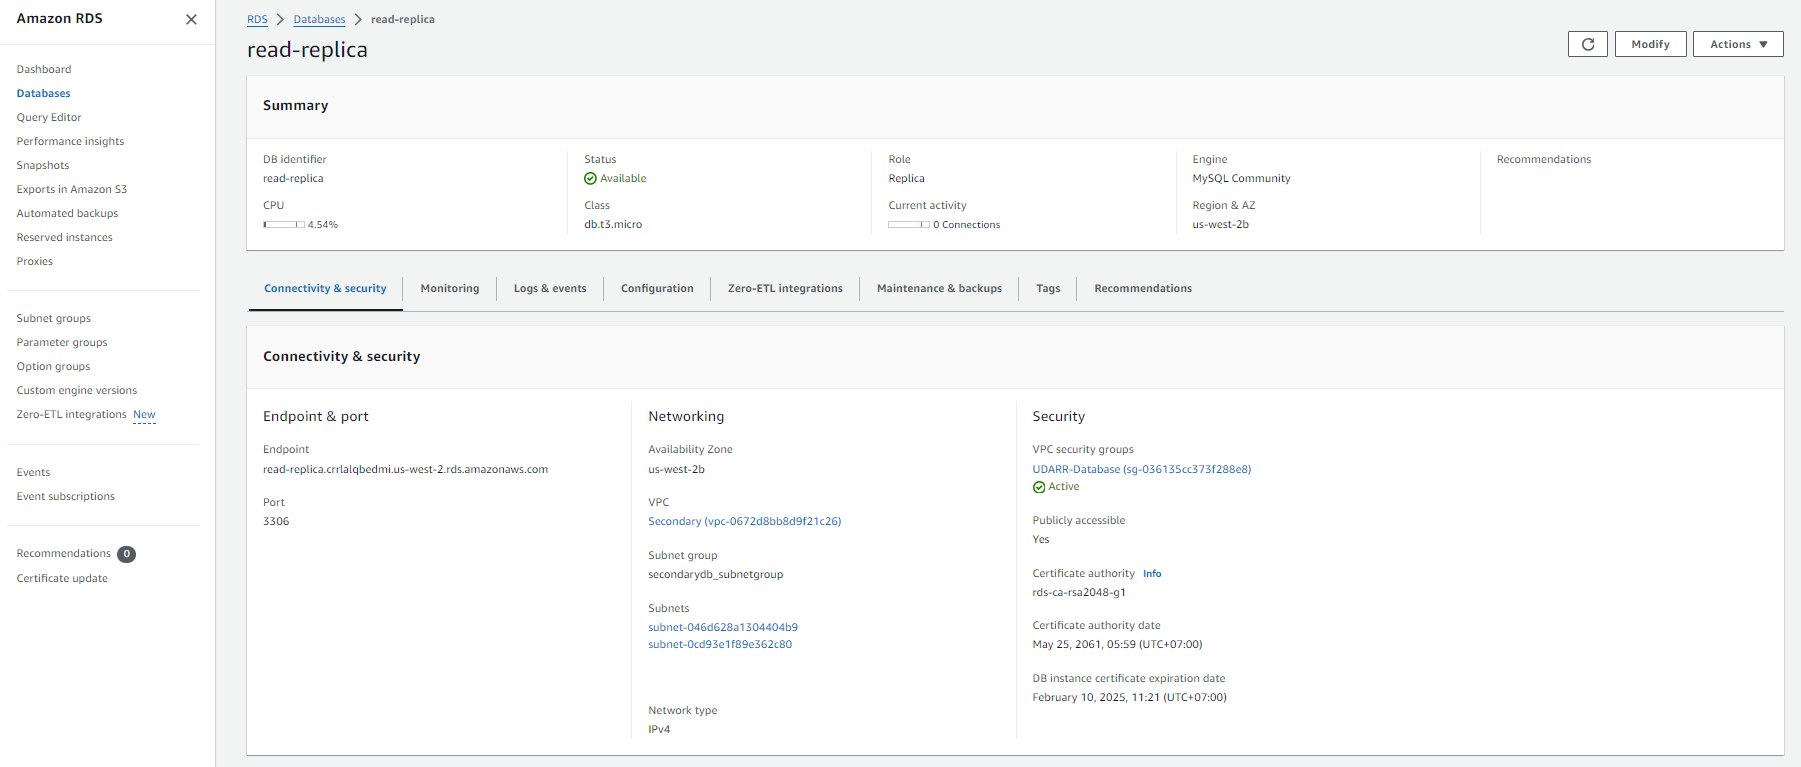 Amazon RDS
Dashboard
Databases
Query Editor
Performance insights
Snapshots
Exports in Amazon S3
Automated backups
Reserved instances
Proxies
Subnet groups
Parameter groups
Option groups
Custom engine versions
Zero-ETL integrations New
Events
Event subscriptions
Recommendations 0
Certificate update
RDS > Databases > read-replica
read-replica
Modify
Actions
Summary
DB identifier
read-replica
CPU
4.54%
Status
Available
Class
db.t3.micro
Role
Replica
Current activity
0 Connections
Engine
MySQL Community
Region & AZ
us-west-2b
Recommendations
Connectivity & security
Monitoring
Logs & events
Configuration
Zero-ETL integrations
Maintenance & backups
Tags
Recommendations
Connectivity & security
Endpoint & port
Endpoint
read-replica.crrlalqbedmi.us-west-2.rds.amazonaws.com
Port
3306
Networking
Availability Zone
us-west-2b
VPC
Secondary (vpc-0672d8bb8d9f21c26)
Subnet group
secondarydb_subnetgroup
Subnets
subnet-046d628a1304404b9
subnet-0cd93e1f89e362c80
Network type
IPv4
Security
VPC security groups
UDARR-Database (sg-036135cc373f288e8)
Active
Publicly accessible
Yes
Certificate authority Info
rds-ca-rsa2048-g1
Certificate authority date
May 25, 2061, 05:59 (UTC+07:00)
DB instance certificate expiration date
February 10, 2025, 11:21 (UTC+07:00)